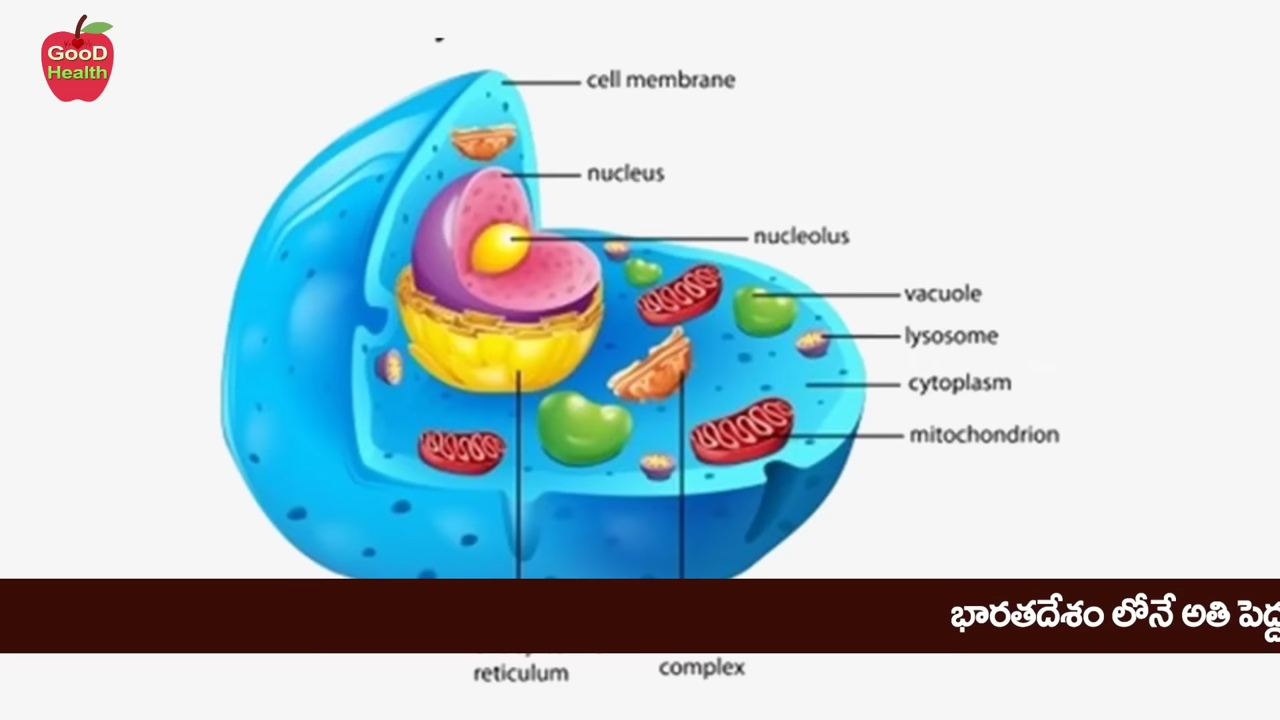 GooD
Health
cell membrane
nucleus
nucleolus
vacuole
lysosome
cytoplasm
mitochondrion
భారతదేశం లోనే అతి
reticulum
complex